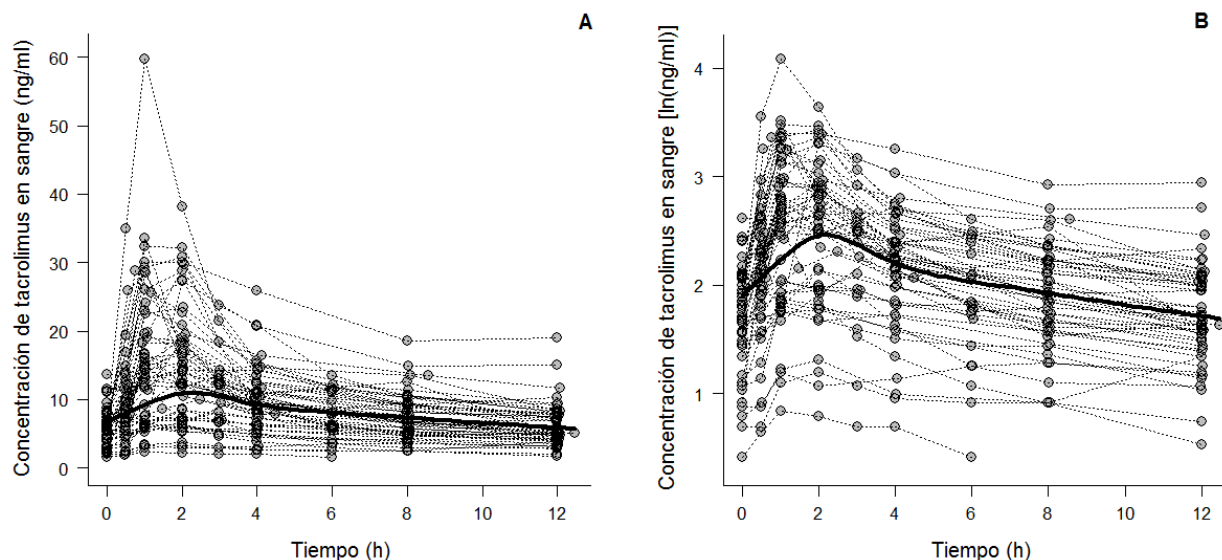 A
Concentración de tacrolimus en sangre (ng/ml)
60
50
40
30
20
10
0
0 2 4 6 8 10 12
Tiempo (h)
B
Concentración de tacrolimus en sangre [ln(ng/ml)]
4
3
2
1
0 2 4 6 8 10 12
Tiempo (h)